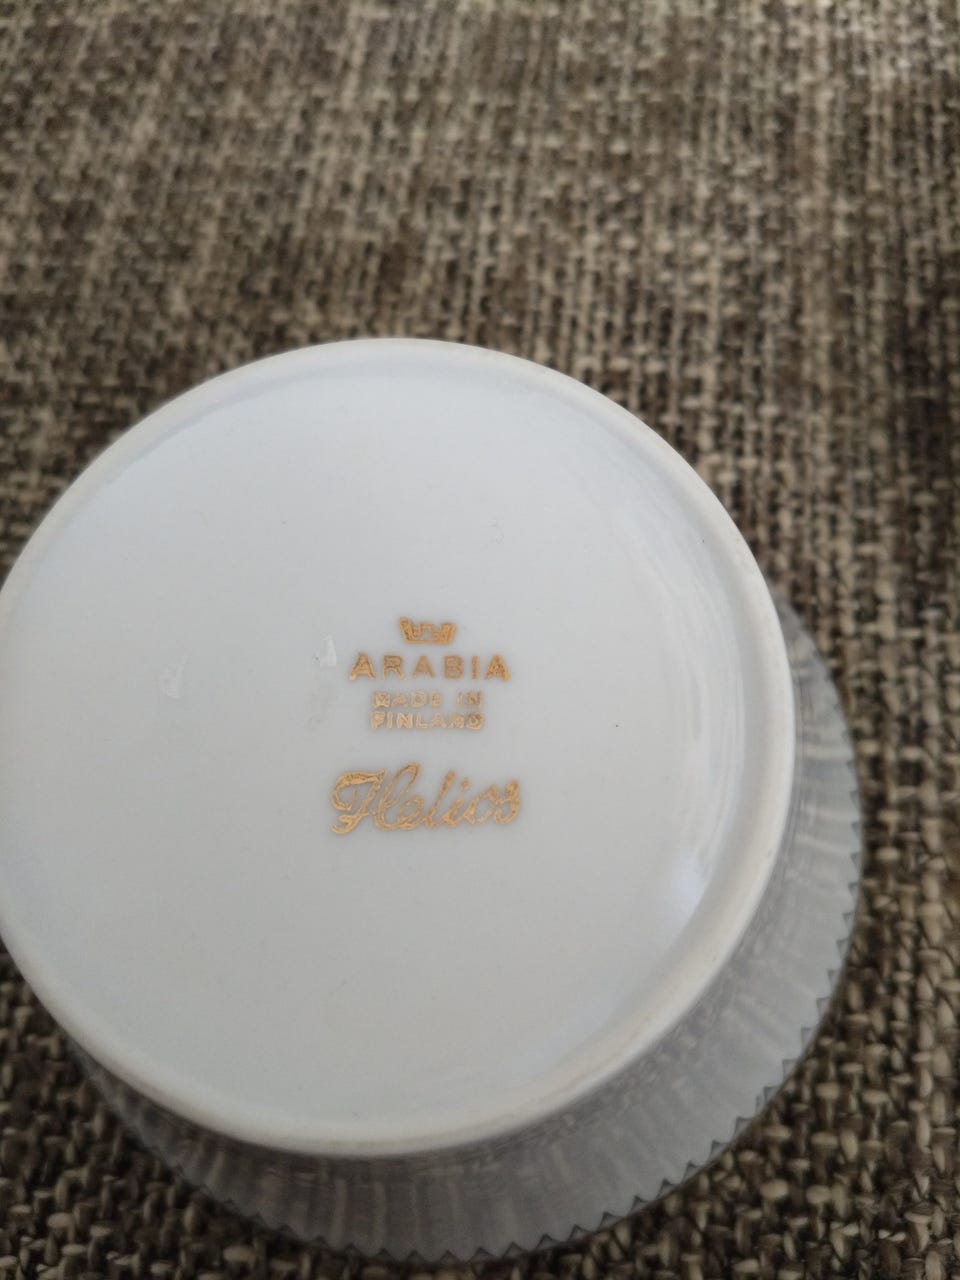 ARABIA
MADE IN
FINLAND
Helios